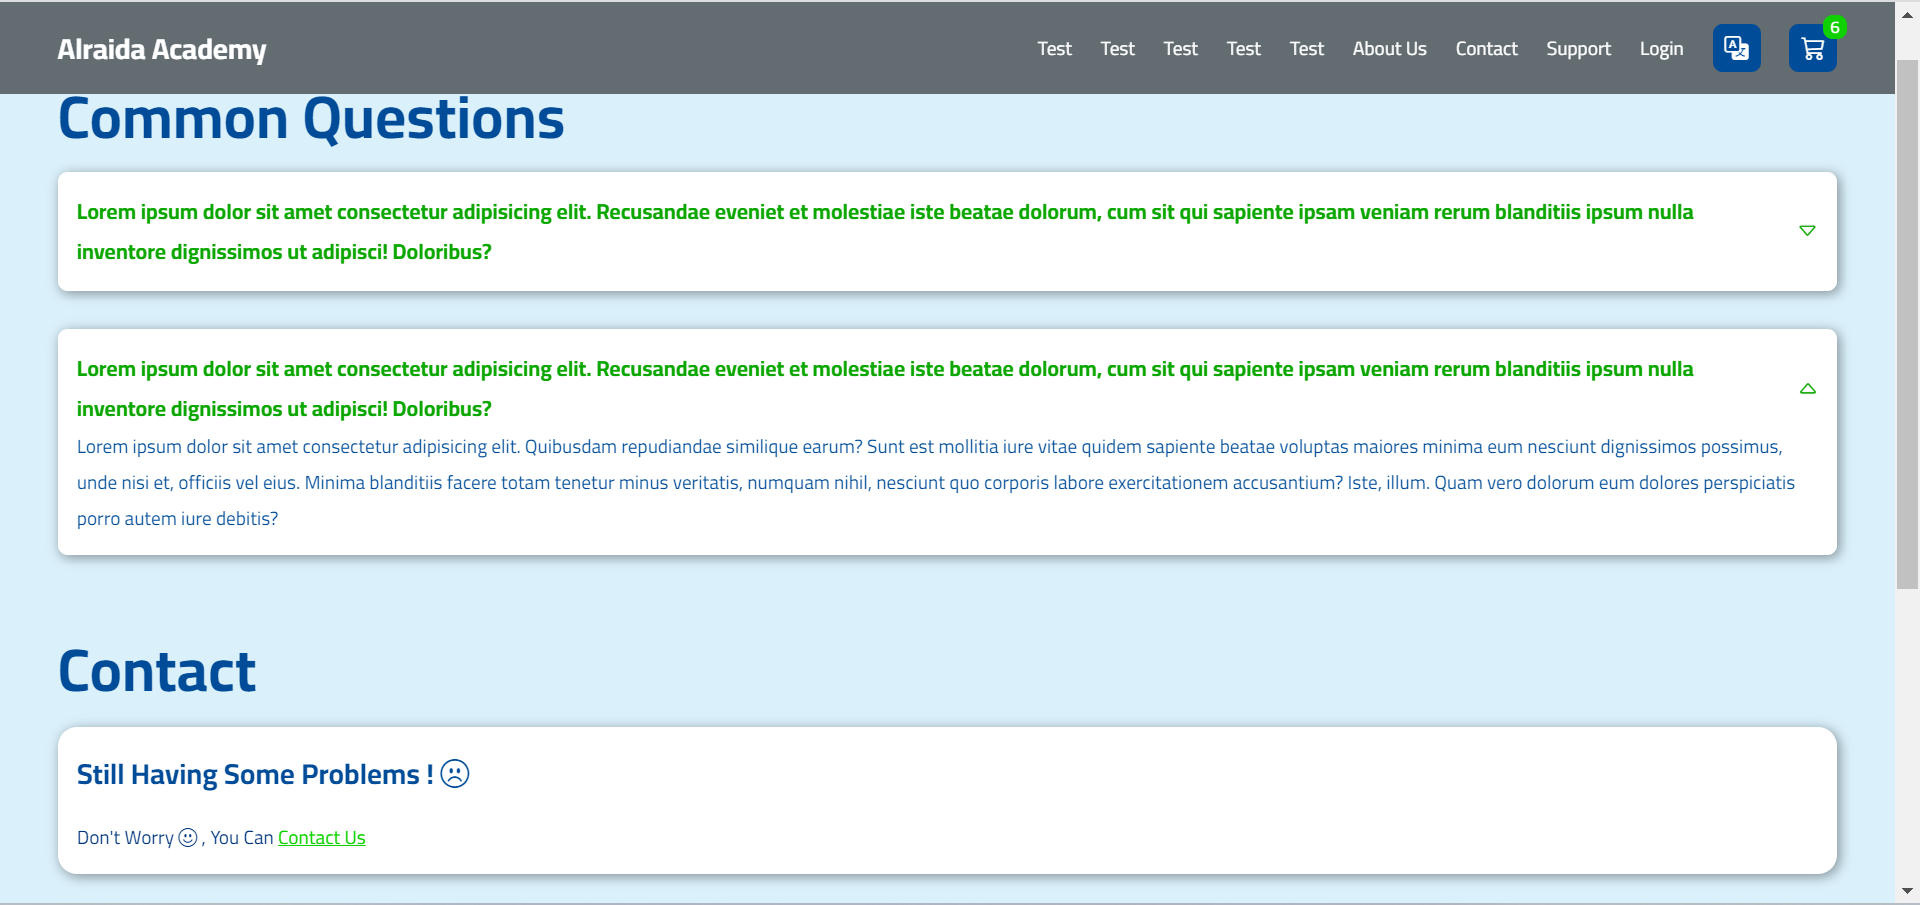 Alraida Academy
Test Test Test Test Test About Us Contact Support Login
6
Common Questions
Lorem ipsum dolor sit amet consectetur adipisicing elit. Recusandae eveniet et molestiae iste beatae dolorum, cum sit qui sapiente ipsam veniam rerum blanditiis ipsum nulla
inventore dignissimos ut adipisci! Doloribus?
Lorem ipsum dolor sit amet consectetur adipisicing elit. Recusandae eveniet et molestiae iste beatae dolorum, cum sit qui sapiente ipsam veniam rerum blanditiis ipsum nulla
inventore dignissimos ut adipisci! Doloribus?
Lorem ipsum dolor sit amet consectetur adipisicing elit. Quibusdam repudiandae similique earum? Sunt est mollitia iure vitae quidem sapiente beatae voluptas maiores minima eum nesciunt dignissimos possimus,
unde nisi et, officiis vel eius. Minima blanditiis facere totam tenetur minus veritatis, numquam nihil, nesciunt quo corporis labore exercitationem accusantium? Iste, illum. Quam vero dolorum eum dolores perspiciatis
porro autem iure debitis?
Contact
Still Having Some Problems !
Don't Worry , You Can Contact Us